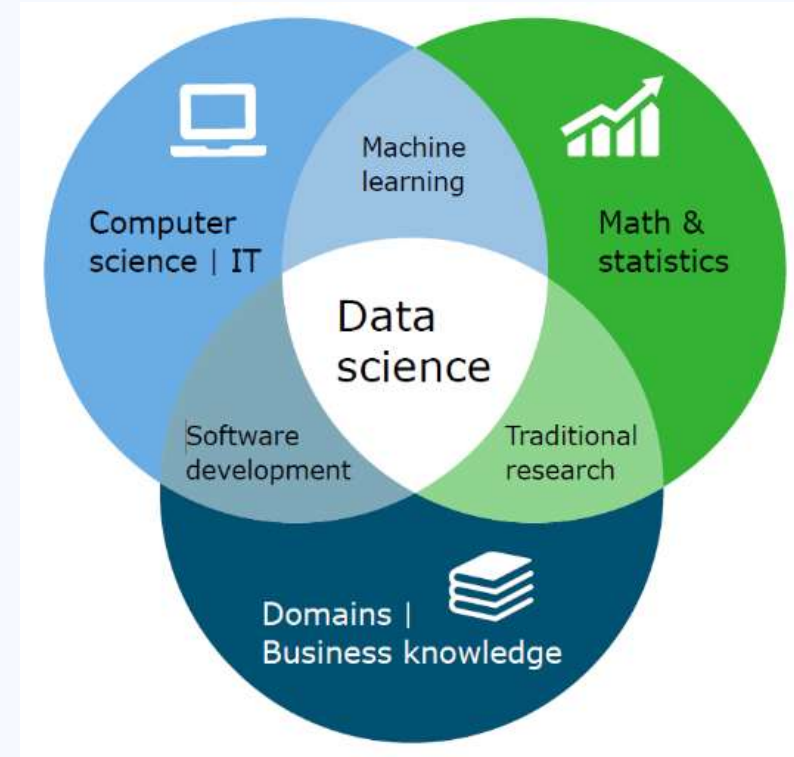 Machine
learning
Computer
science | IT
Math &
statistics
Data
science
Software
development
Traditional
research
Domains |
Business knowledge